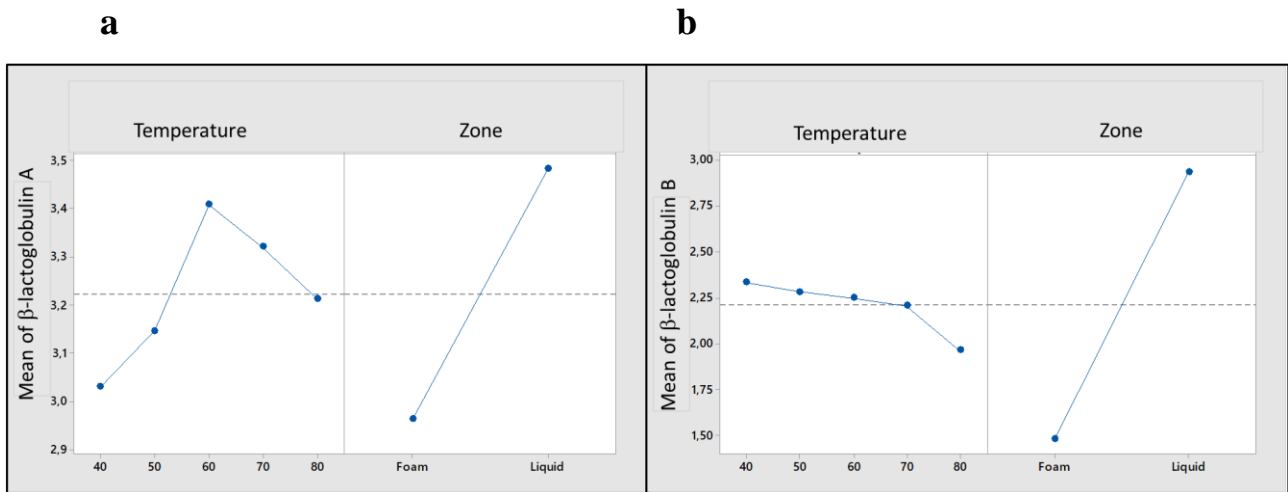 a
b
Temperature
Zone
Mean of β-lactoglobulin A
3,5
3,4
3,3
3,2
3,1
3,0
2,9
40 50 60 70 80
Foam Liquid
Temperature
Zone
Mean of β-lactoglobulin B
3,00
2,75
2,50
2,25
2,00
1,75
1,50
40 50 60 70 80
Foam Liquid